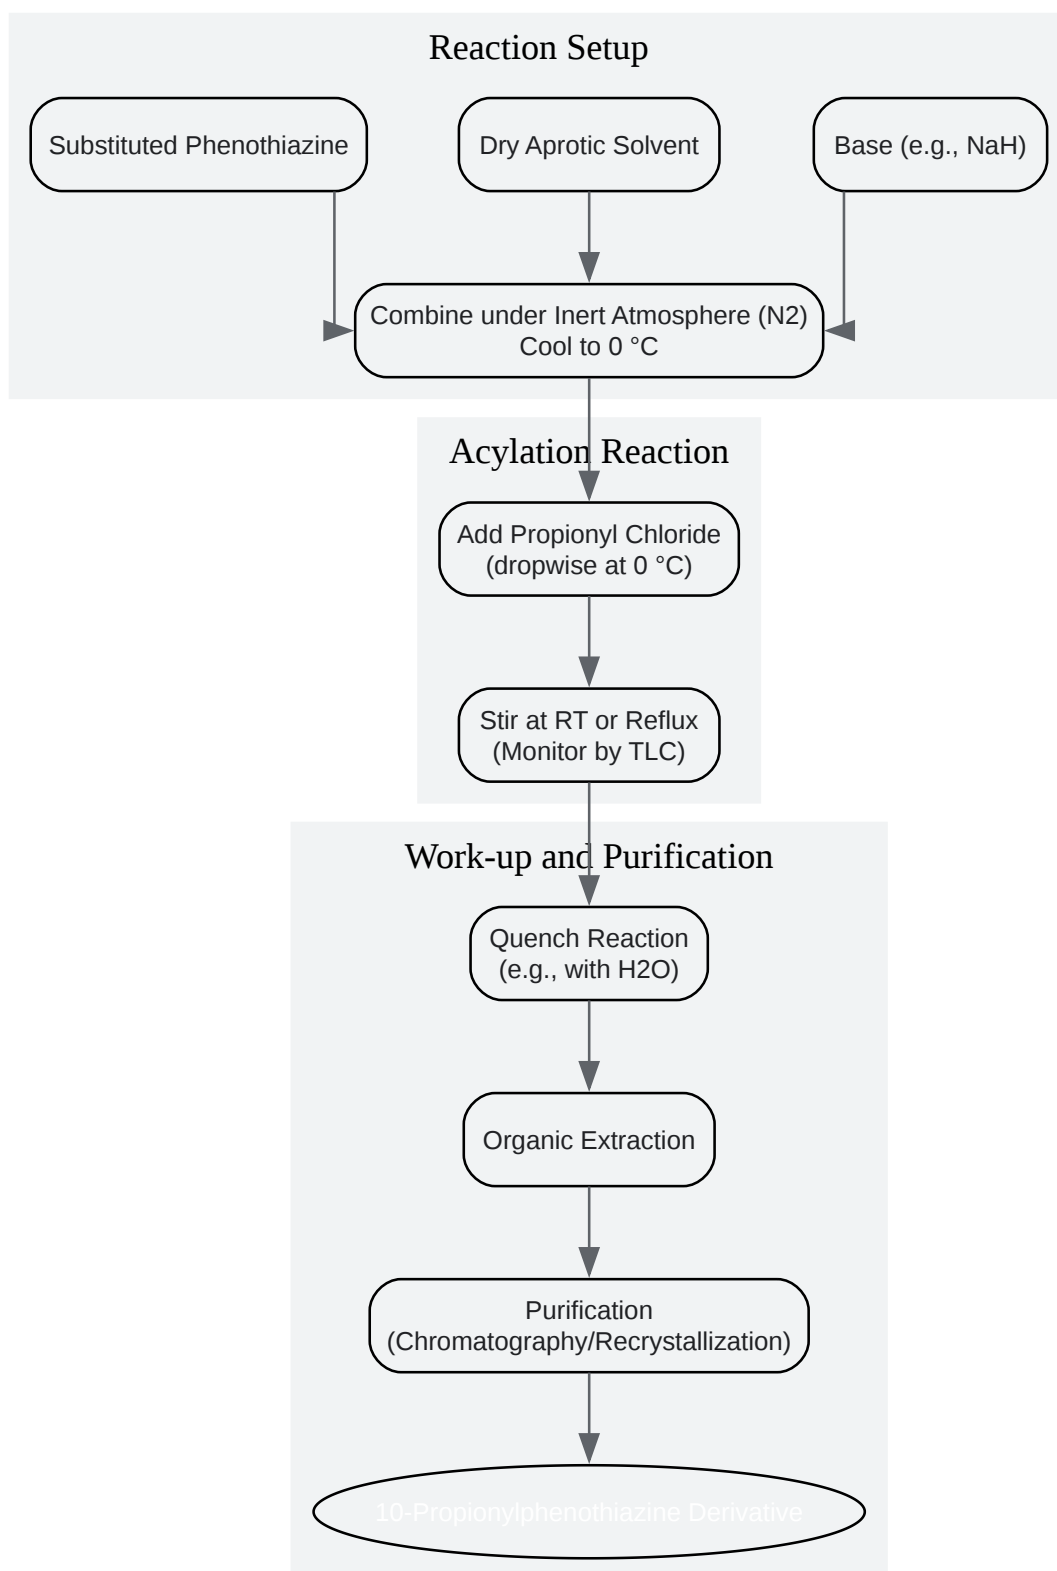 Reaction Setup
Substituted Phenothiazine
Dry Aprotic Solvent
Base (e.g., NaH)
Combine under Inert Atmosphere (N2)
Cool to 0 °C
Acylation Reaction
Add Propionyl Chloride
(dropwise at 0 °C)
Stir at RT or Reflux
(Monitor by TLC)
Work-up and Purification
Quench Reaction
(e.g., with H2O)
Organic Extraction
Purification
(Chromatography/Recrystallization)
10-Propionylphenothiazine Derivative